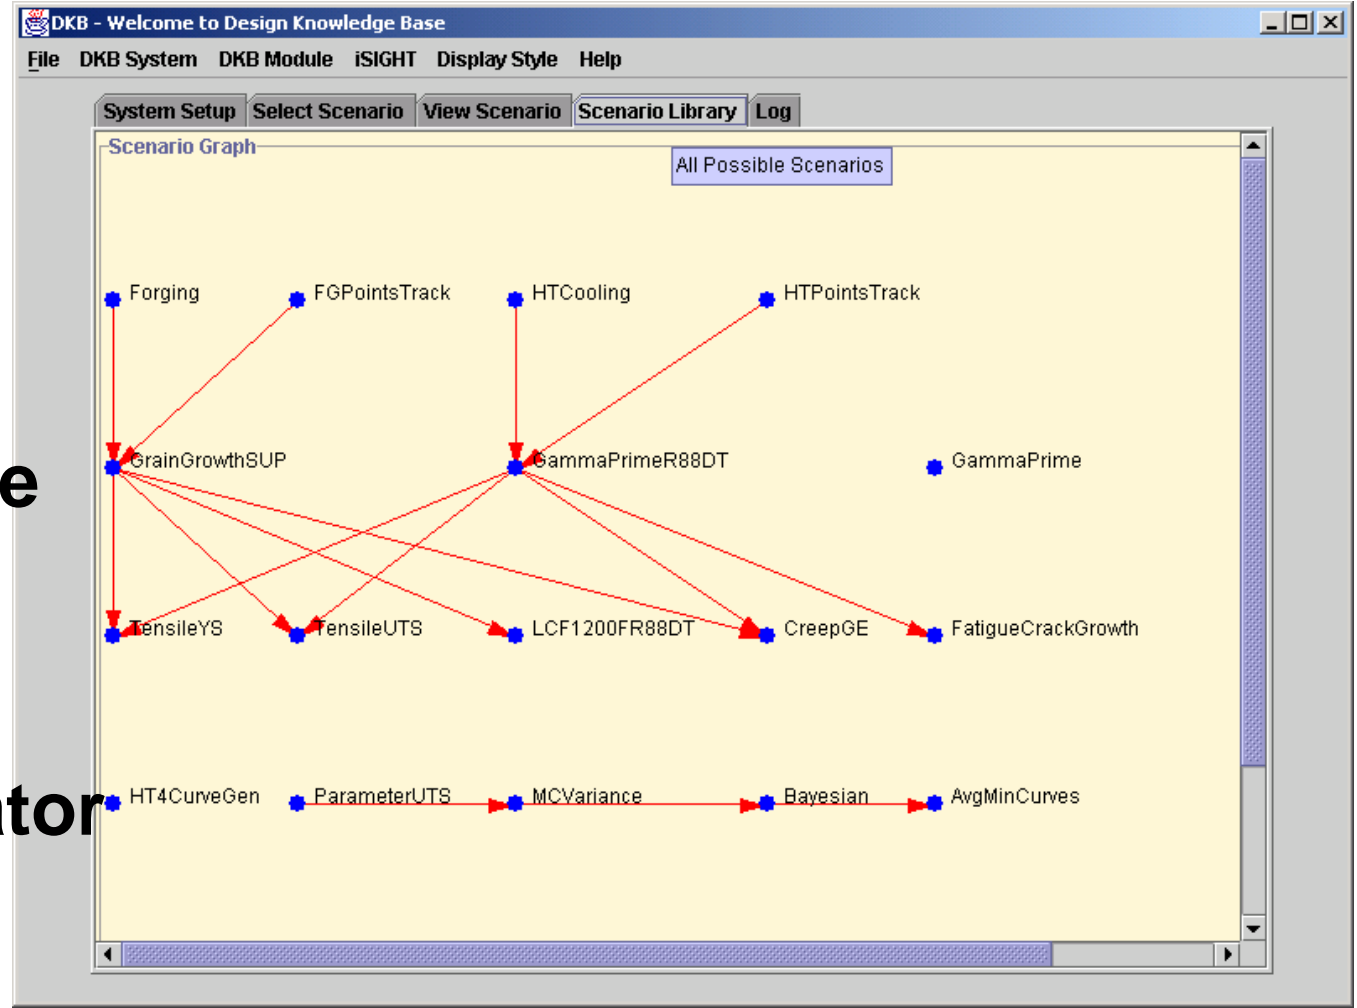 DKB - Welcome to Design Knowledge Base
File DKB System DKB Module iSIGHT Display Style Help
System Setup Select Scenario View Scenario Scenario Library Log
Scenario Graph
All Possible Scenarios
Forging FGPointsTrack HTCooling HTPointsTrack
GrainGrowthSUP GammaPrimeR88DT GammaPrime
e
TensileYS TensileUTS LCF1200FR88DT CreepGE FatigueCrackGrowth
HT4CurveGen ParameterUTS MCVariance Bayesian AvgMinCurves
ator